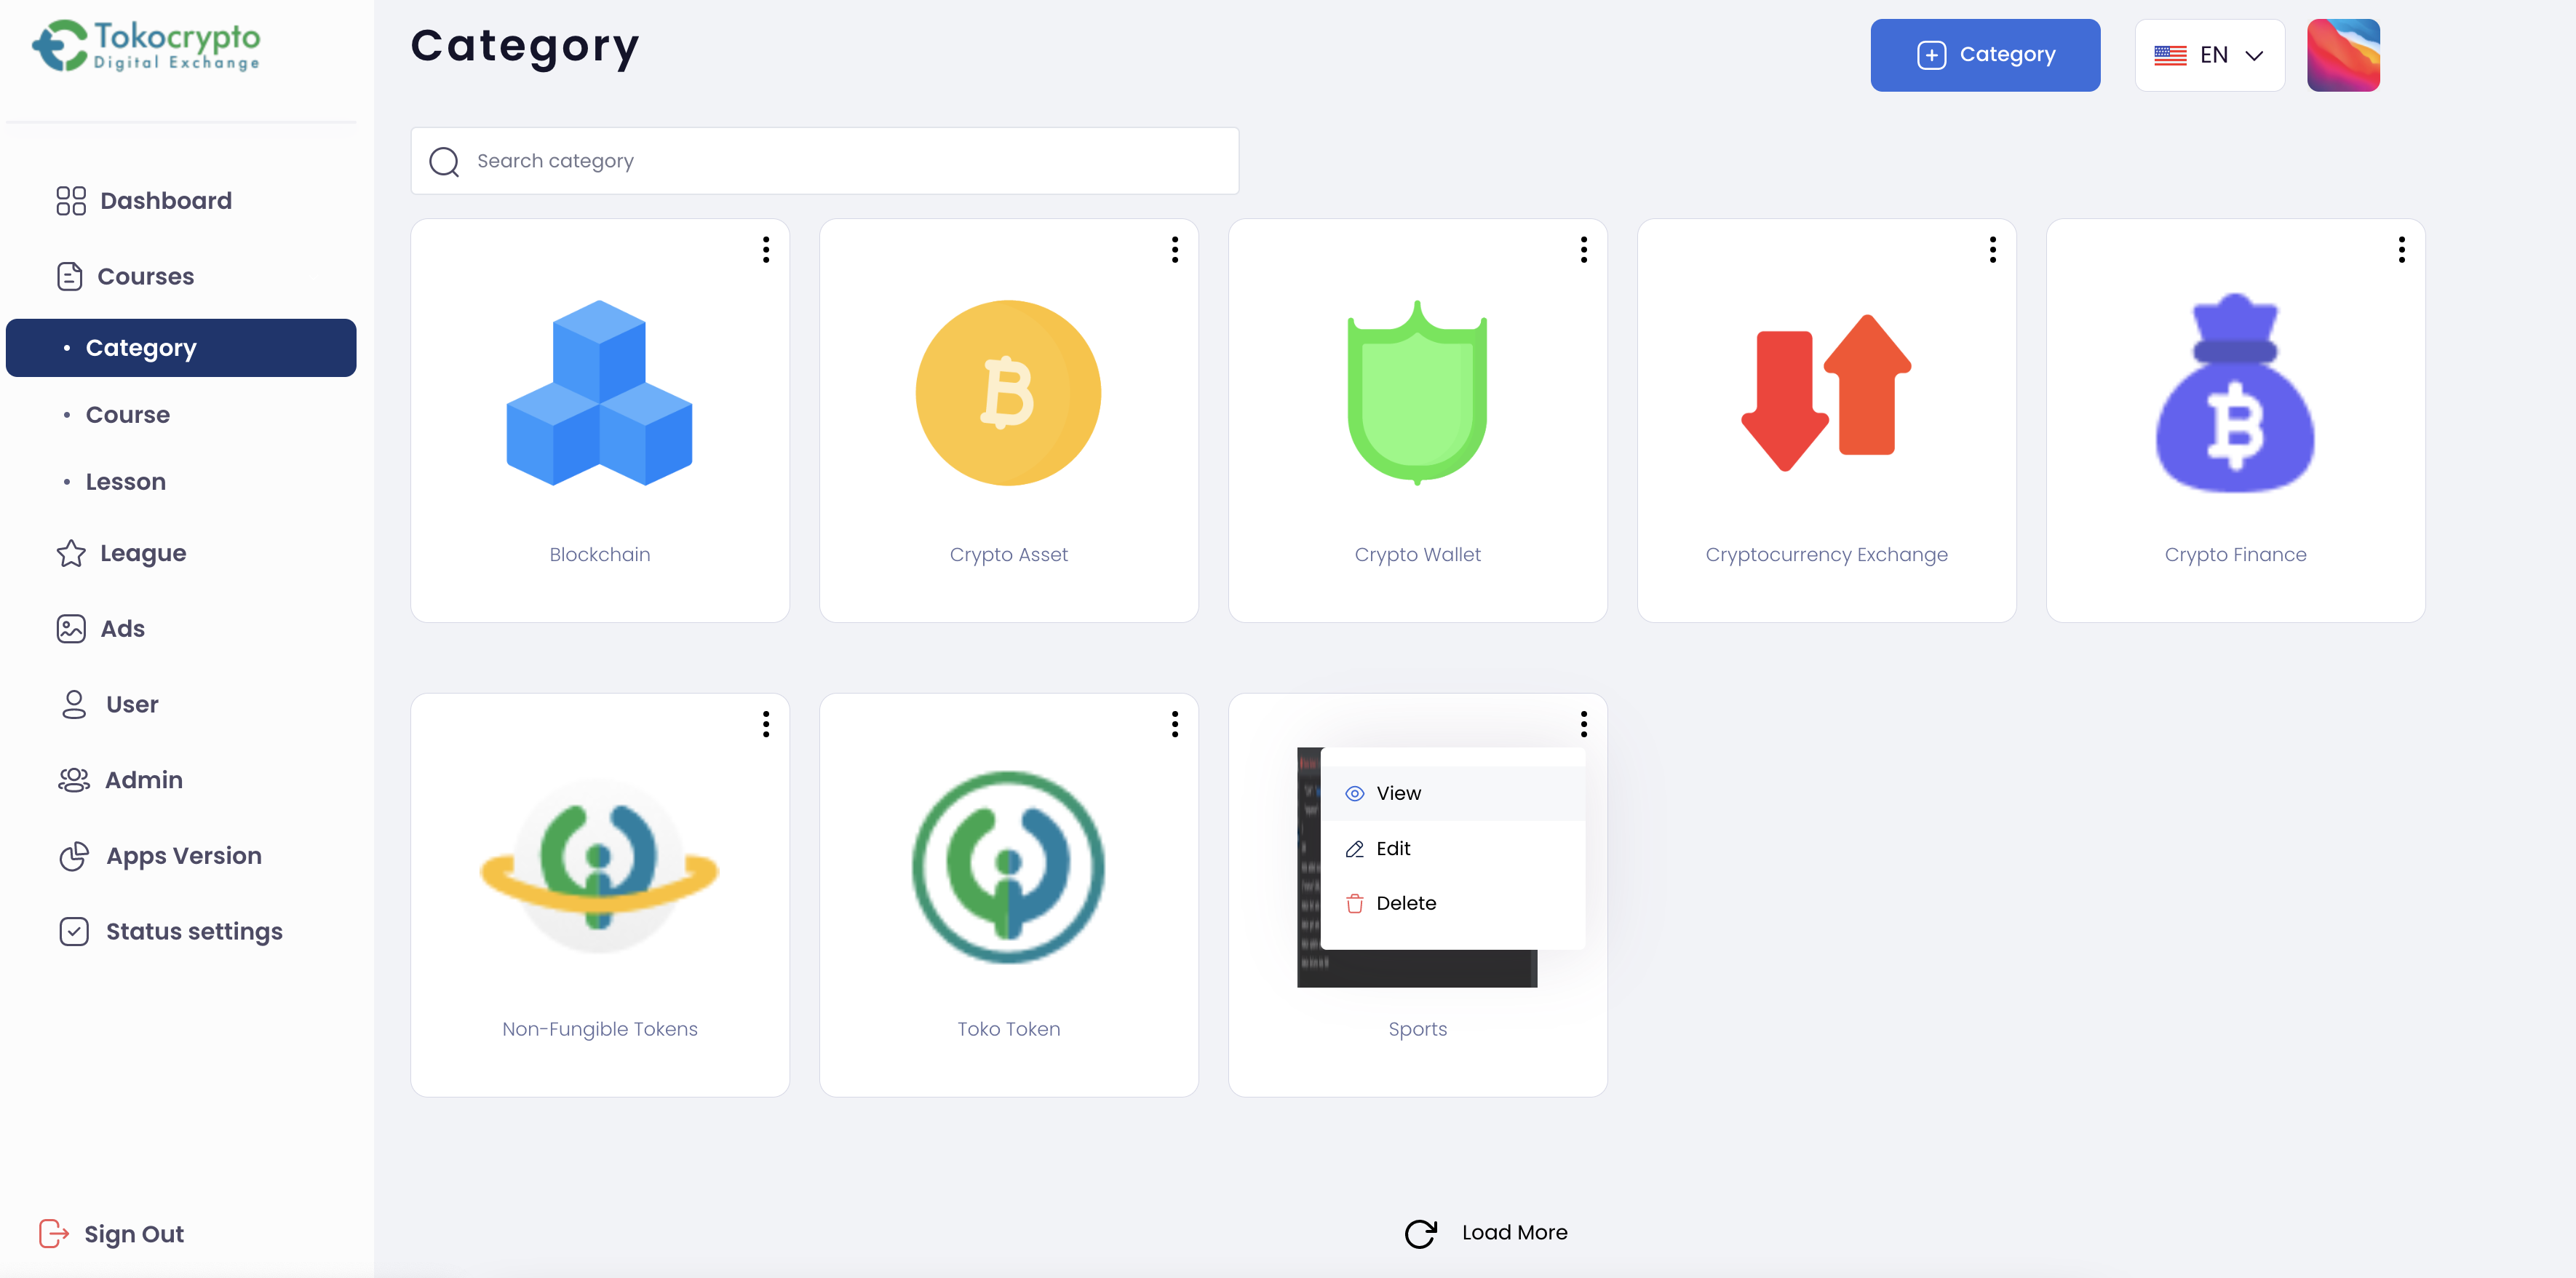 Tokocrypto
Digital Exchange
Category
Category
EN
Search category
Dashboard
Courses
Category
Course
Lesson
League
Ads
User
Admin
Apps Version
Status settings
Sign Out
Blockchain
Crypto Asset
Crypto Wallet
Cryptocurrency Exchange
Crypto Finance
View
Edit
Delete
Non-Fungible Tokens
Toko Token
Sports
Load More